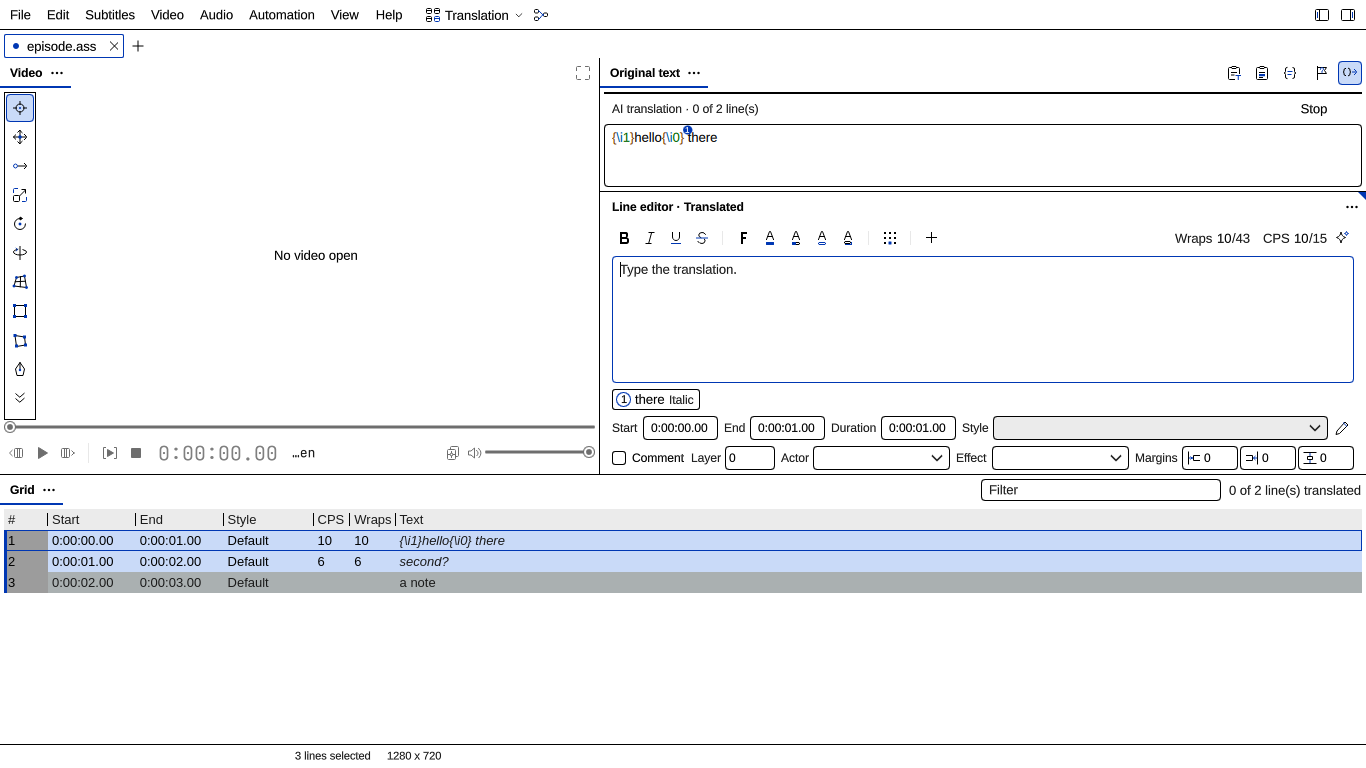 File Edit Subtitles Video Audio Automation View Help Translation
episode.ass
Video
Original text
AI translation · 0 of 2 line(s) Stop
{\i1}hello{\i0} there
1
No video open
Line editor · Translated
B I U S F A A A A Wraps 10/43 CPS 10/15
Type the translation.
1 there Italic
Start 0:00:00.00 End 0:00:01.00 Duration 0:00:01.00 Style
0:00:00.00 ...en
Comment Layer 0 Actor Effect Margins 0 0 0
Grid
Filter 0 of 2 line(s) translated
# Start End Style CPS Wraps Text
1 0:00:00.00 0:00:01.00 Default 10 10 {\i1}hello{\i0} there
2 0:00:01.00 0:00:02.00 Default 6 6 second?
3 0:00:02.00 0:00:03.00 Default a note
3 lines selected 1280 x 720